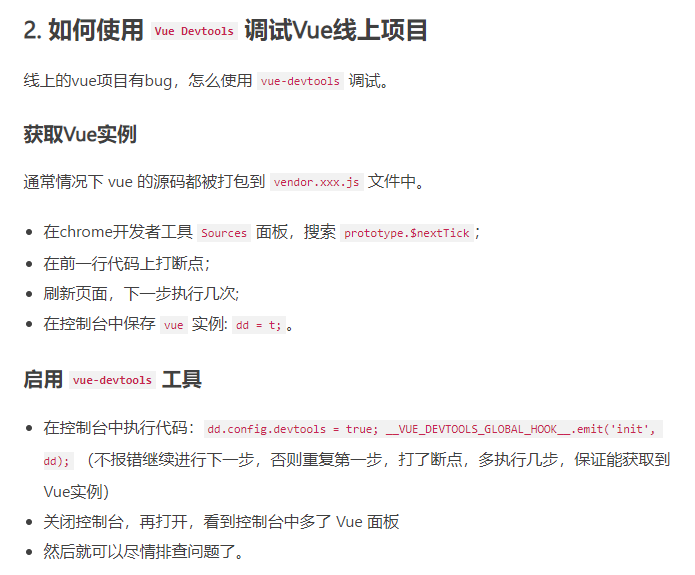 2. 如何使用 Vue Devtools 调试Vue线上项目
线上的vue项目有bug，怎么使用 vue-devtools 调试。
获取Vue实例
通常情况下 vue 的源码都被打包到 vendor.xxx.js 文件中。
在chrome开发者工具 Sources 面板，搜索 prototype.$nextTick；
在前一行代码上打断点；
刷新页面，下一步执行几次;
在控制台中保存 vue 实例: dd = t; 。
启用 vue-devtools 工具
在控制台中执行代码：dd.config.devtools = true; __VUE_DEVTOOLS_GLOBAL_HOOK__.emit('init',
dd); （不报错继续进行下一步，否则重复第一步，打了断点，多执行几步，保证能获取到
Vue实例）
关闭控制台，再打开，看到控制台中多了 Vue 面板
然后就可以尽情排查问题了。